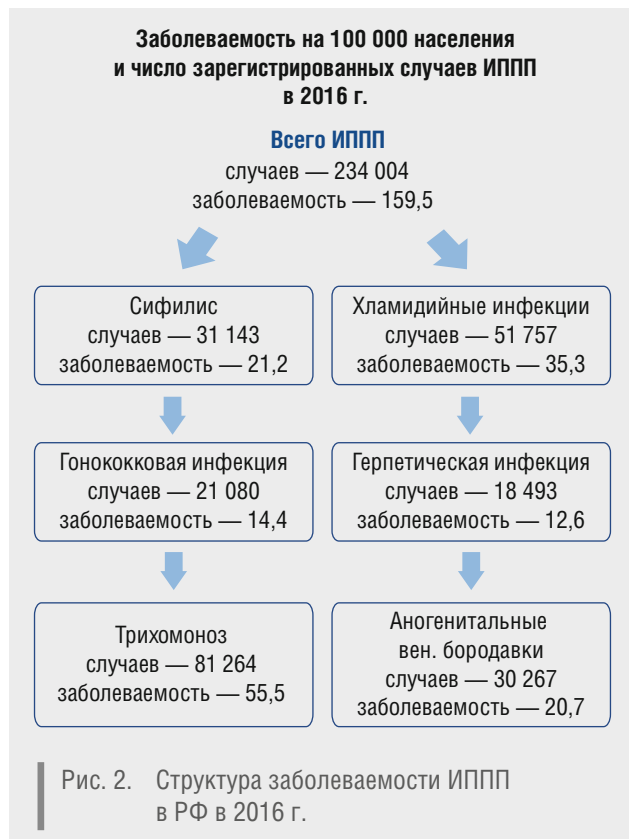 Заболеваемость на 100 000 населения
и число зарегистрированных случаев ИППП
в 2016 г.
Всего ИППП
случаев — 234 004
заболеваемость — 159,5
Сифилис
случаев — 31 143
заболеваемость — 21,2
Хламидийные инфекции
случаев — 51 757
заболеваемость — 35,3
Гонококковая инфекция
случаев — 21 080
заболеваемость — 14,4
Герпетическая инфекция
случаев — 18 493
заболеваемость — 12,6
Трихомоноз
случаев — 81 264
заболеваемость — 55,5
Аногенитальные
вен. бородавки
случаев — 30 267
заболеваемость — 20,7
Рис. 2. Структура заболеваемости ИППП
в РФ в 2016 г.